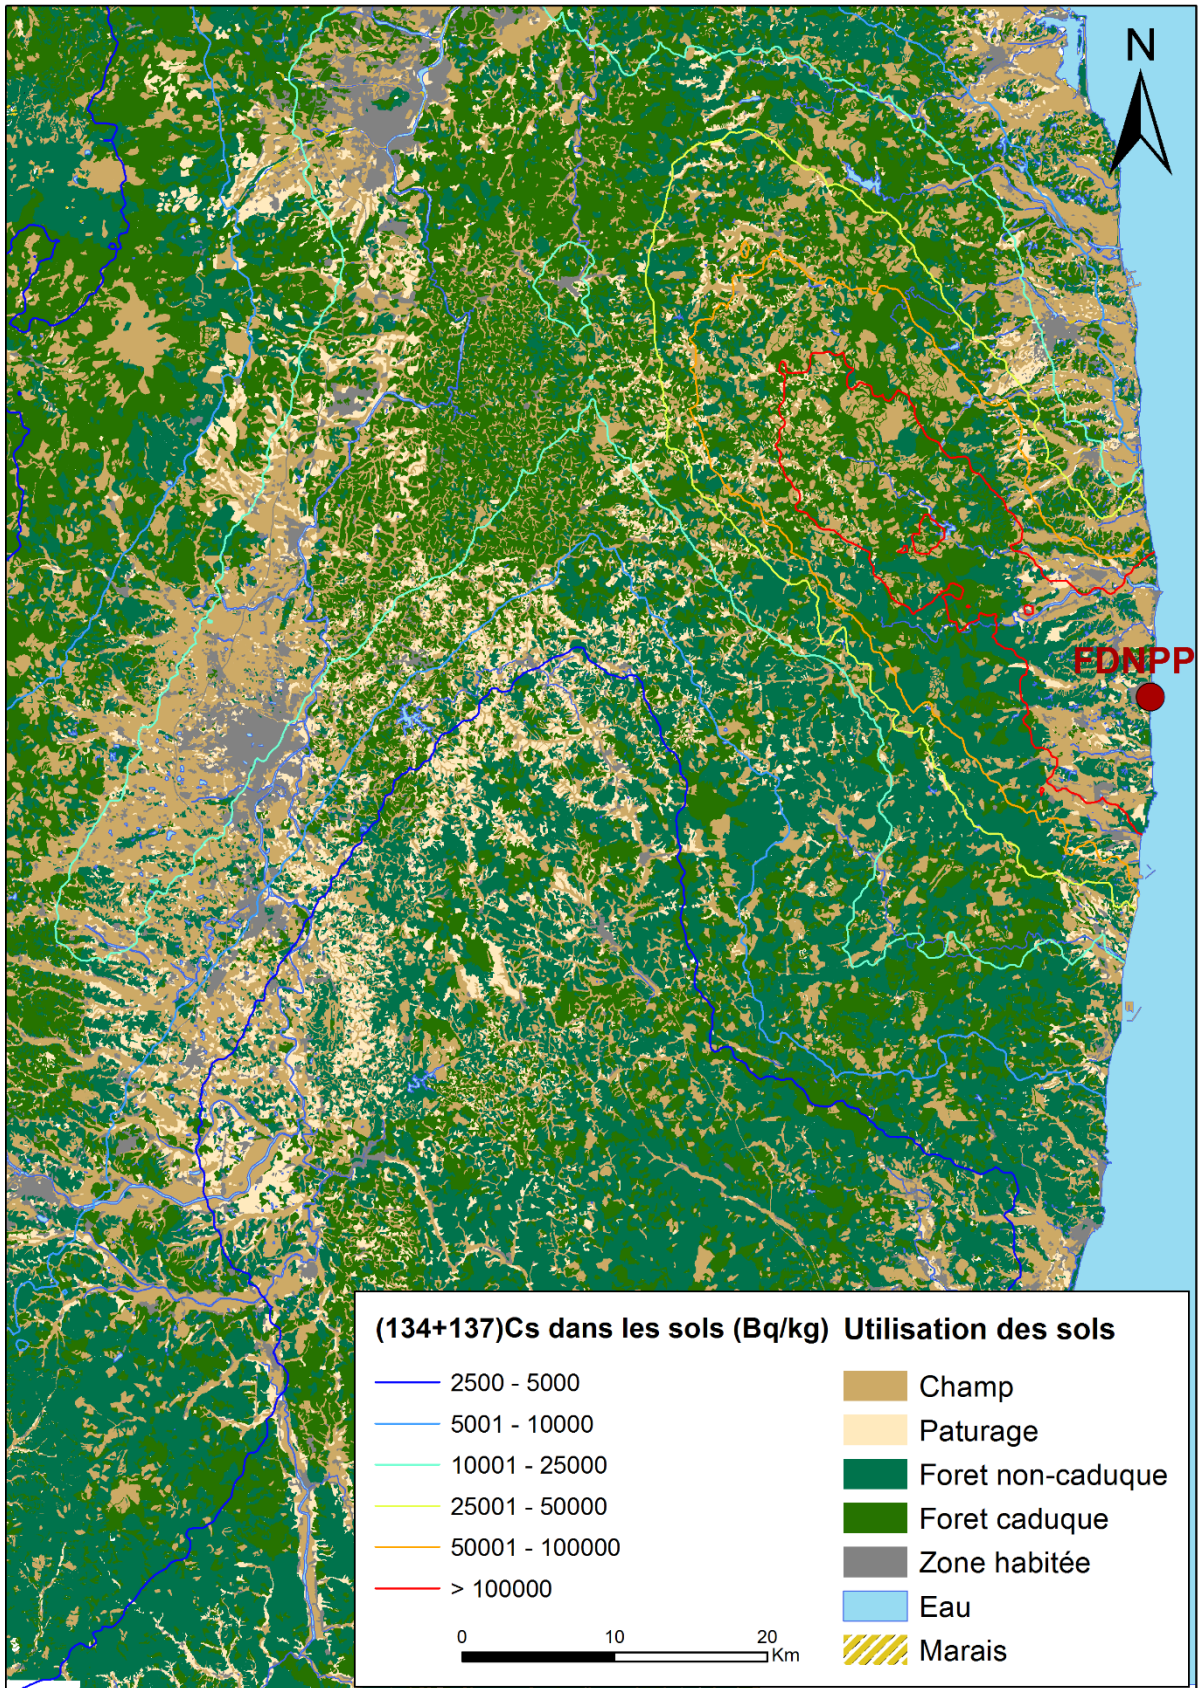 N
FDNPP
(134+137)Cs dans les sols (Bq/kg)
2500 - 5000
5001 - 10000
10001 - 25000
25001 - 50000
50001 - 100000
> 100000
0 10 20
Km
Utilisation des sols
Champ
Paturage
Foret non-caduque
Foret caduque
Zone habitée
Eau
Marais